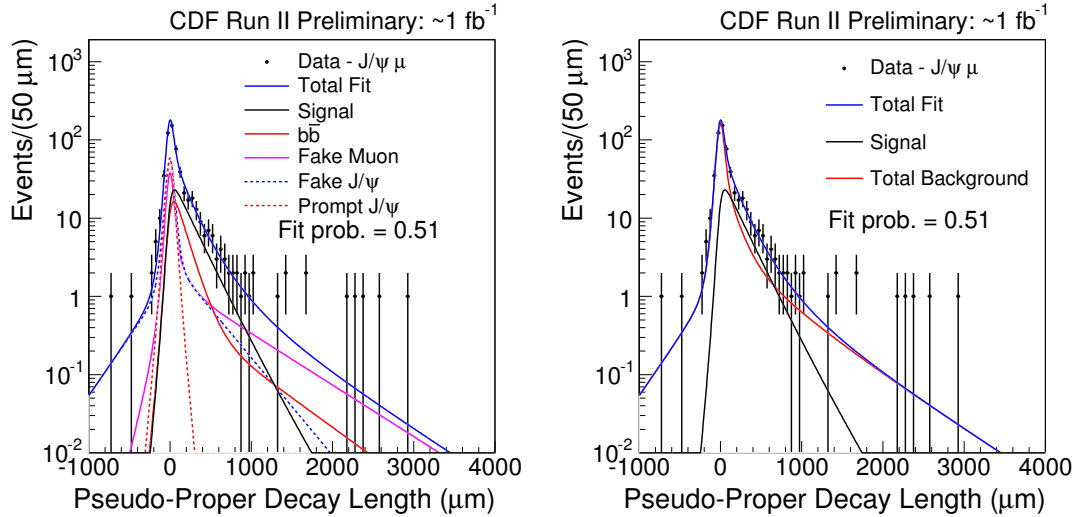 CDF Run II Preliminary: ~1 fb⁻¹
Events/(50 μm)
10³
10²
10
1
10⁻¹
10⁻²
Data - J/ψ μ
Total Fit
Signal
bb̅
Fake Muon
Fake J/ψ
Prompt J/ψ
Fit prob. = 0.51
-1000 0 1000 2000 3000 4000
Pseudo-Proper Decay Length (μm)
CDF Run II Preliminary: ~1 fb⁻¹
Events/(50 μm)
10³
10²
10
1
10⁻¹
10⁻²
Data - J/ψ μ
Total Fit
Signal
Total Background
Fit prob. = 0.51
-1000 0 1000 2000 3000 4000
Pseudo-Proper Decay Length (μm)